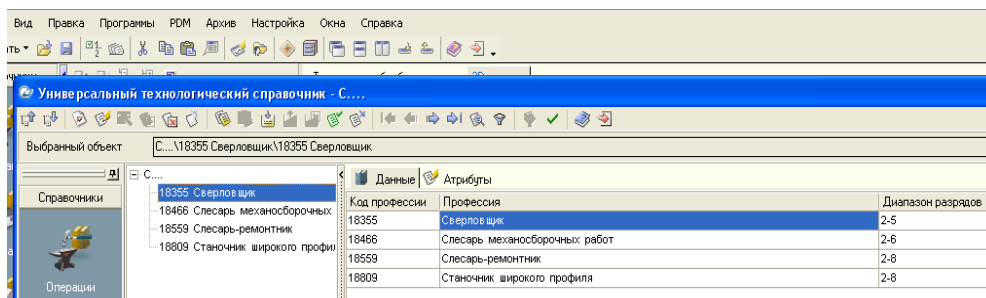 Вид Правка Программы PDM Архив Настройка Окна Справка
Универсальный технологический справочник - С....
Выбранный объект С....\18355 Сверловщик\18355 Сверловщик
С....
18355 Сверловщик
18466 Слесарь механосборочных
18559 Слесарь-ремонтник
18809 Станочник широкого профил
Справочники
Операции
Данные Атрибуты
Код профессии Профессия Диапазон разрядов
18355 Сверловщик 2-5
18466 Слесарь механосборочных работ 2-6
18559 Слесарь-ремонтник 2-8
18809 Станочник широкого профиля 2-8